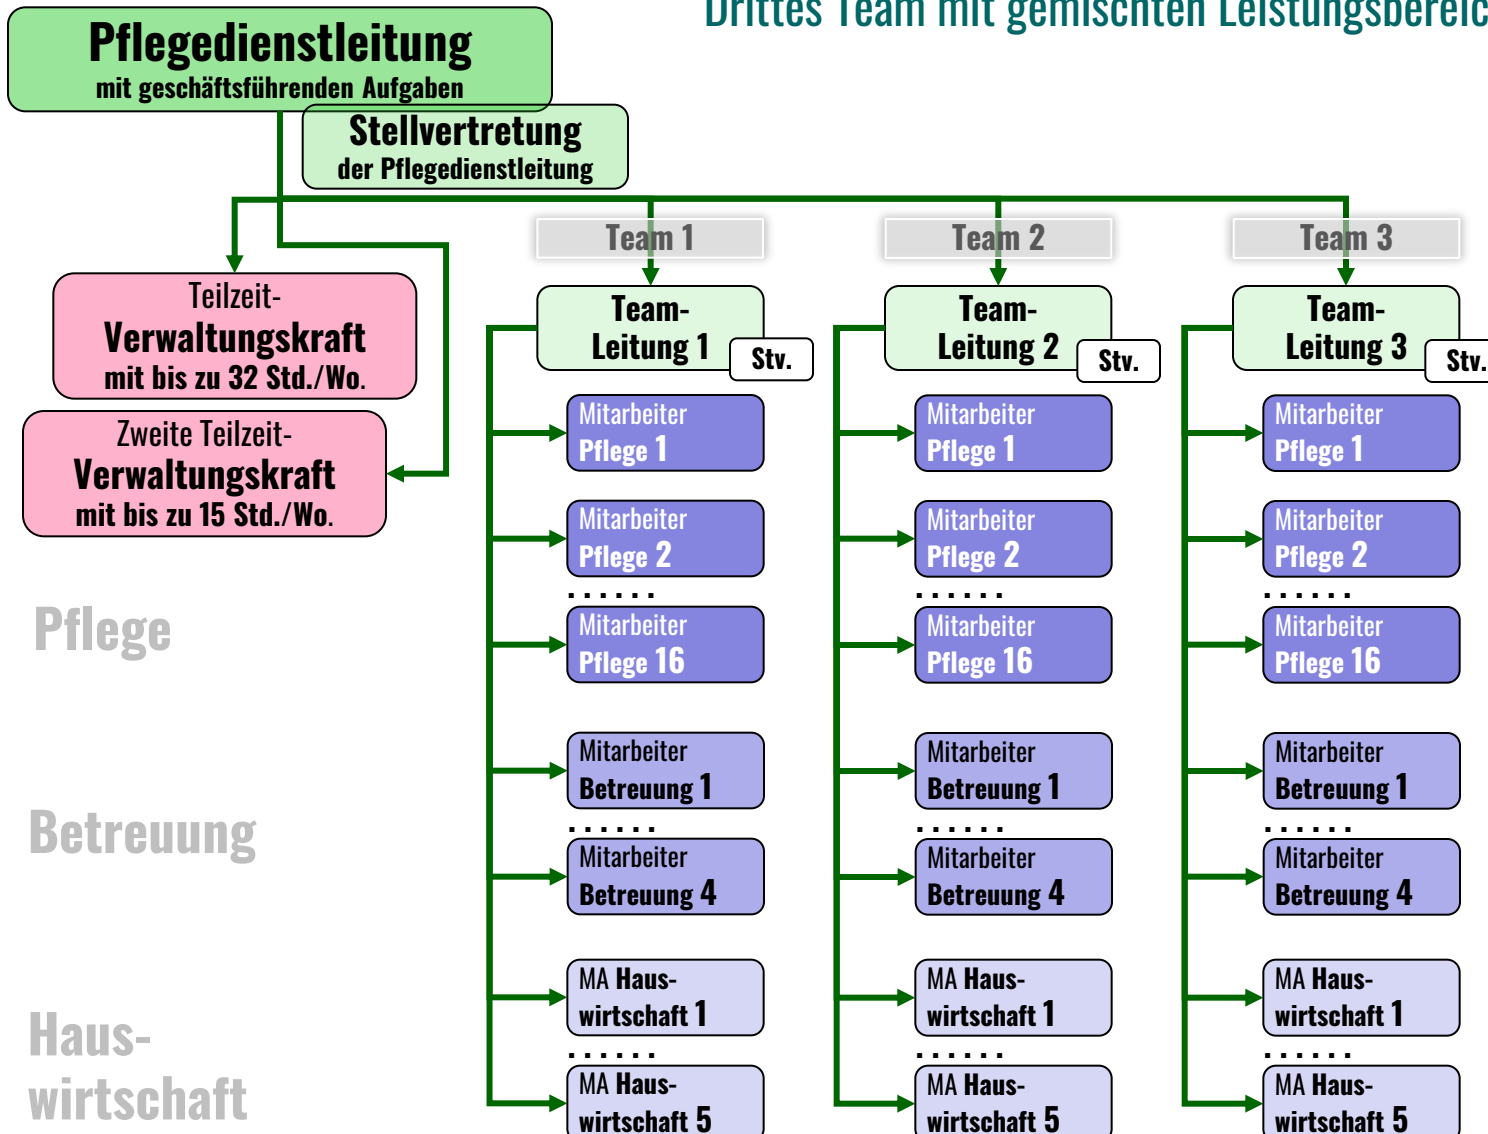 Drittes Team mit gemischten
Pflegedienstleitung
mit geschäftsführenden Aufgaben
Stellvertretung
der Pflegedienstleitung
Team 1
Team 2
Team 3
Teilzeit-
Verwaltungskraft
mit bis zu 32 Std./Wo.
Zweite Teilzeit-
Verwaltungskraft
mit bis zu 15 Std./Wo.
Team-
Leitung 1
Stv.
Team-
Leitung 2
Stv.
Team-
Leitung 3
Stv.
Pflege
Betreuung
Haus-
wirtschaft
Mitarbeiter
Pflege 1
Mitarbeiter
Pflege 2
......
Mitarbeiter
Pflege 16
Mitarbeiter
Betreuung 1
......
Mitarbeiter
Betreuung 4
MA Haus-
wirtschaft 1
......
MA Haus-
wirtschaft 5
Mitarbeiter
Pflege 1
Mitarbeiter
Pflege 2
......
Mitarbeiter
Pflege 16
Mitarbeiter
Betreuung 1
......
Mitarbeiter
Betreuung 4
MA Haus-
wirtschaft 1
......
MA Haus-
wirtschaft 5
Mitarbeiter
Pflege 1
Mitarbeiter
Pflege 2
......
Mitarbeiter
Pflege 16
Mitarbeiter
Betreuung 1
......
Mitarbeiter
Betreuung 4
MA Haus-
wirtschaft 1
......
MA Haus-
wirtschaft 5